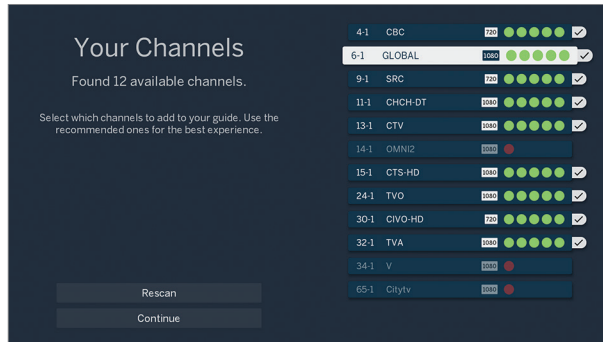 Your Channels
Found 12 available channels.
Select which channels to add to your guide. Use the
recommended ones for the best experience.
Rescan
Continue
4-1 CBC 720
6-1 GLOBAL 1080
9-1 SRC 720
11-1 CHCH-DT 1080
13-1 CTV 1080
14-1 OMNI2 1080
15-1 CTS-HD 1080
24-1 TVO 1080
30-1 CIVO-HD 720
32-1 TVA 1080
34-1 V 1080
65-1 Citytv 1080